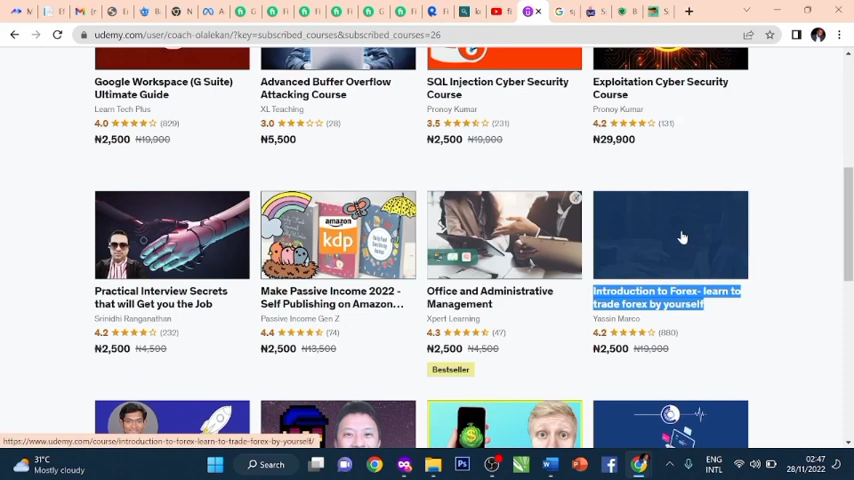 udemy.com/user/coach-olalekan/?key=subscribed_courses&subscribed_courses=26
Google Workspace (G Suite)
Ultimate Guide
Learn Tech Plus
4.0 (829)
₦2,500 ₦19,900
Advanced Buffer Overflow
Attacking Course
XL Teaching
3.0 (28)
₦5,500
SQL Injection Cyber Security
Course
Pronoy Kumar
3.5 (231)
₦2,500 ₦19,900
Exploitation Cyber Security
Course
Pronoy Kumar
4.2 (131)
₦29,900
Practical Interview Secrets
that will Get you the Job
Srinidhi Ranganathan
4.2 (232)
₦2,500 ₦4,500
amazon
kdp
Make Passive Income 2022 -
Self Publishing on Amazon...
Passive Income Gen Z
4.4 (74)
₦2,500 ₦13,500
Office and Administrative
Management
Xpert Learning
4.3 (47)
₦2,500 ₦4,500
Bestseller
Introduction to Forex- learn to
trade forex by yourself
Yassin Marco
4.2 (880)
₦2,500 ₦19,900
https://www.udemy.com/course/introduction-to-forex-learn-to-trade-forex-by-yourself/
31°C
Mostly cloudy
Search
ENG
INTL
02:47
28/11/2022